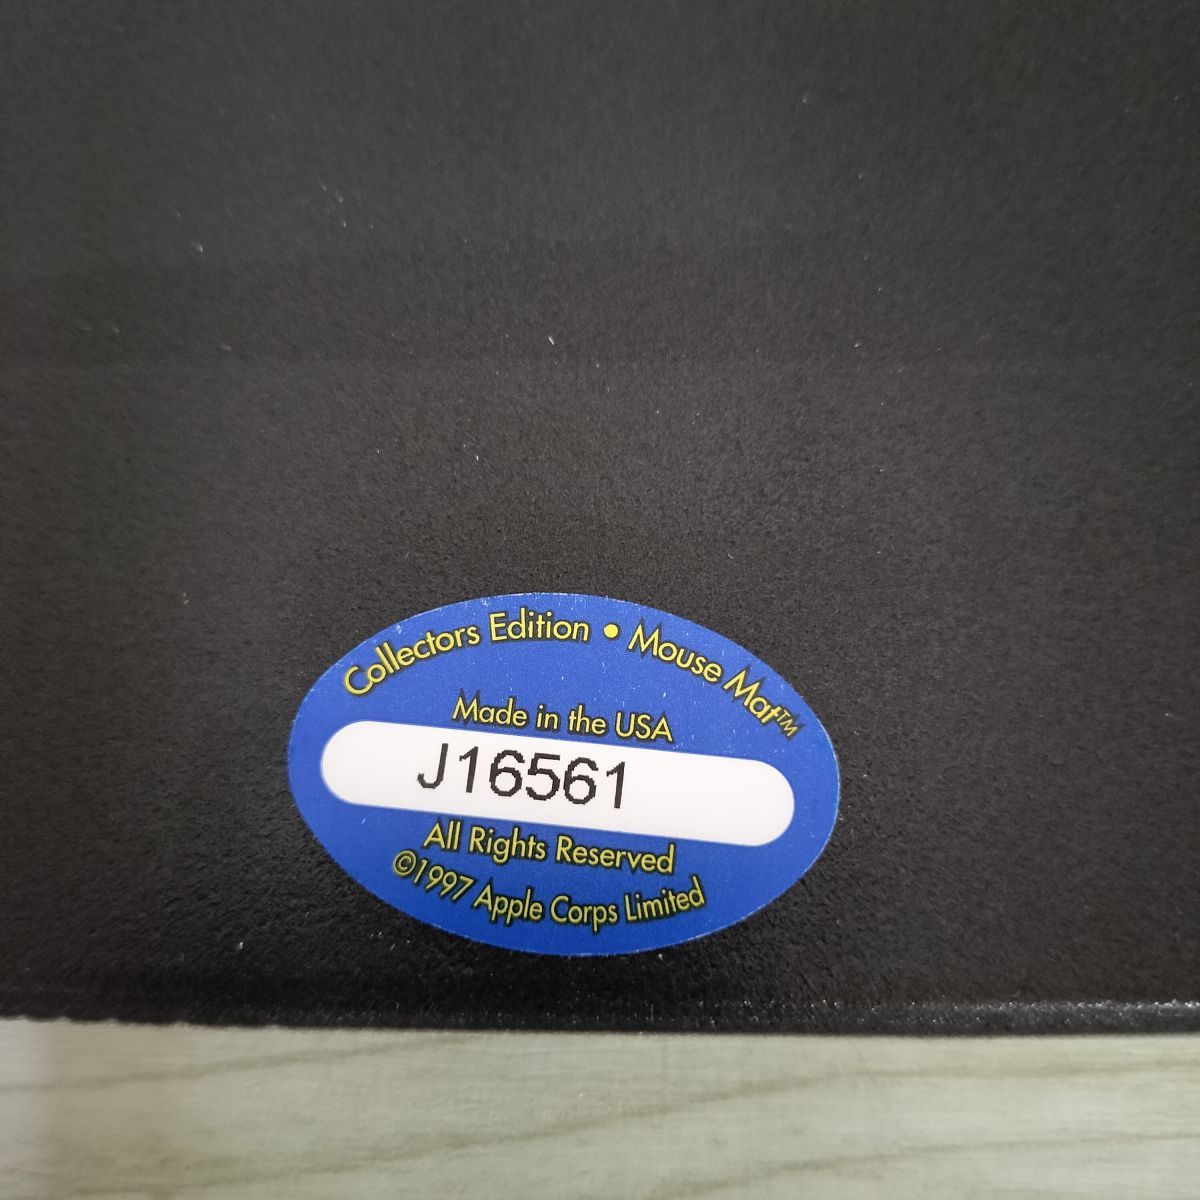 Collectors Edition • Mouse Mat™
Made in the USA
J16561
All Rights Reserved
©1997 Apple Corps Limited